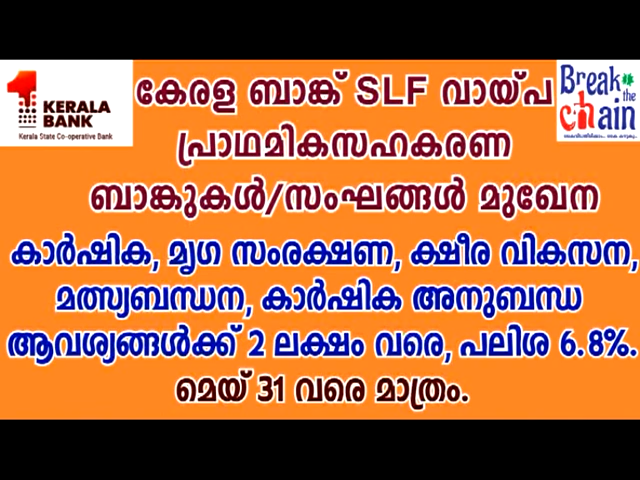 1 KERALA
BANK
Kerala State Co-operative Bank
കേരള ബാങ്ക് SLF വായ്പ
Break
the
chain
പ്രാഥമികസഹകരണ
ബാങ്കുകൾ/സംഘങ്ങൾ മുഖേന
കാർഷിക, മൃഗ സംരക്ഷണ, ക്ഷീര വികസന,
മത്സ്യബന്ധന, കാർഷിക അനുബന്ധ
ആവശ്യങ്ങൾക്ക് 2 ലക്ഷം വരെ, പലിശ 6.8%.
മെയ് 31 വരെ മാത്രം.